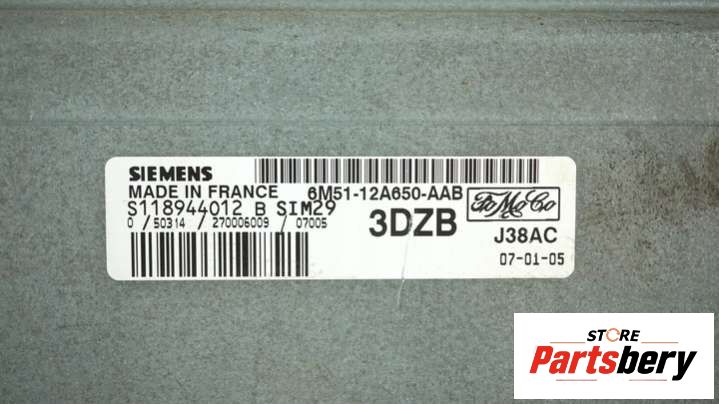 SIEMENS
MADE IN FRANCE 6M51-12A650-AAB
S118944012 B SIM29
0 / 50314 / 270006009 / 07005
3DZB
FoMoCo
J38AC
07-01-05
STORE
Partsbery